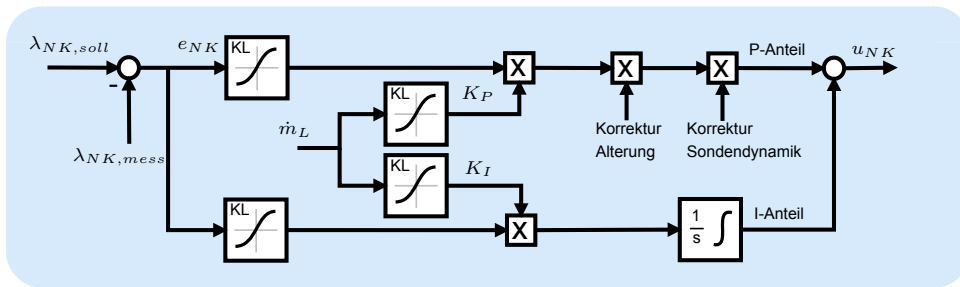 λNK,soll
-
λNK,mess
eNK
KL
X
X
X
P-Anteil
uNK
KL
KP
ṁL
Korrektur
Alterung
Korrektur
Sondendynamik
KL
KI
KL
X
1
s
∫
I-Anteil